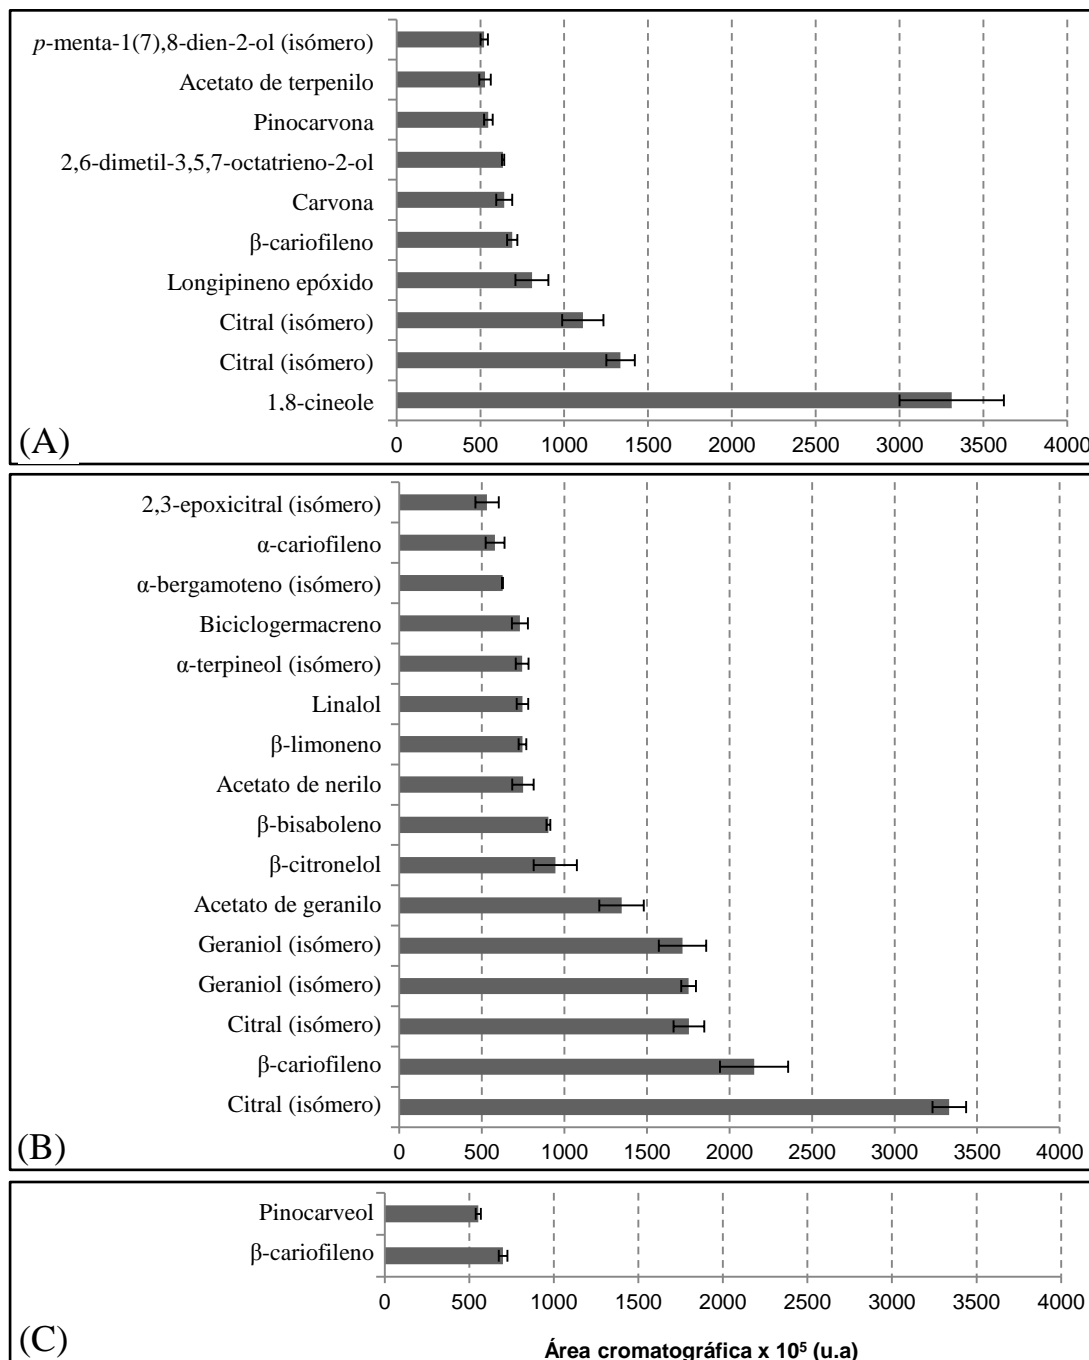 p-menta-1(7),8-dien-2-ol (isómero)
Acetato de terpenilo
Pinocarvona
2,6-dimetil-3,5,7-octatrieno-2-ol
Carvona
β-cariofileno
Longipineno epóxido
Citral (isómero)
Citral (isómero)
1,8-cineole
0 500 1000 1500 2000 2500 3000 3500 4000
(A)
2,3-epoxicitral (isómero)
α-cariofileno
α-bergamoteno (isómero)
Biciclogermacreno
α-terpineol (isómero)
Linalol
β-limoneno
Acetato de nerilo
β-bisaboleno
β-citronelol
Acetato de geranilo
Geraniol (isómero)
Geraniol (isómero)
Citral (isómero)
β-cariofileno
Citral (isómero)
0 500 1000 1500 2000 2500 3000 3500 4000
(B)
Pinocarveol
β-cariofileno
0 500 1000 1500 2000 2500 3000 3500 4000
(C)
Área cromatográfica x 10⁵ (u.a)